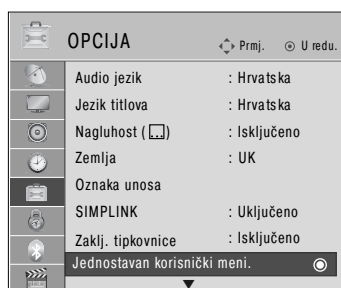 OPCIJA
Prmj. U redu.
Audio jezik : Hrvatska
Jezik titlova : Hrvatska
Nagluhost ( ) : Isključeno
Zemlja : UK
Oznaka unosa
SIMPLINK : Uključeno
Zaklj. tipkovnice : Isključeno
Jednostavan korisnički meni.